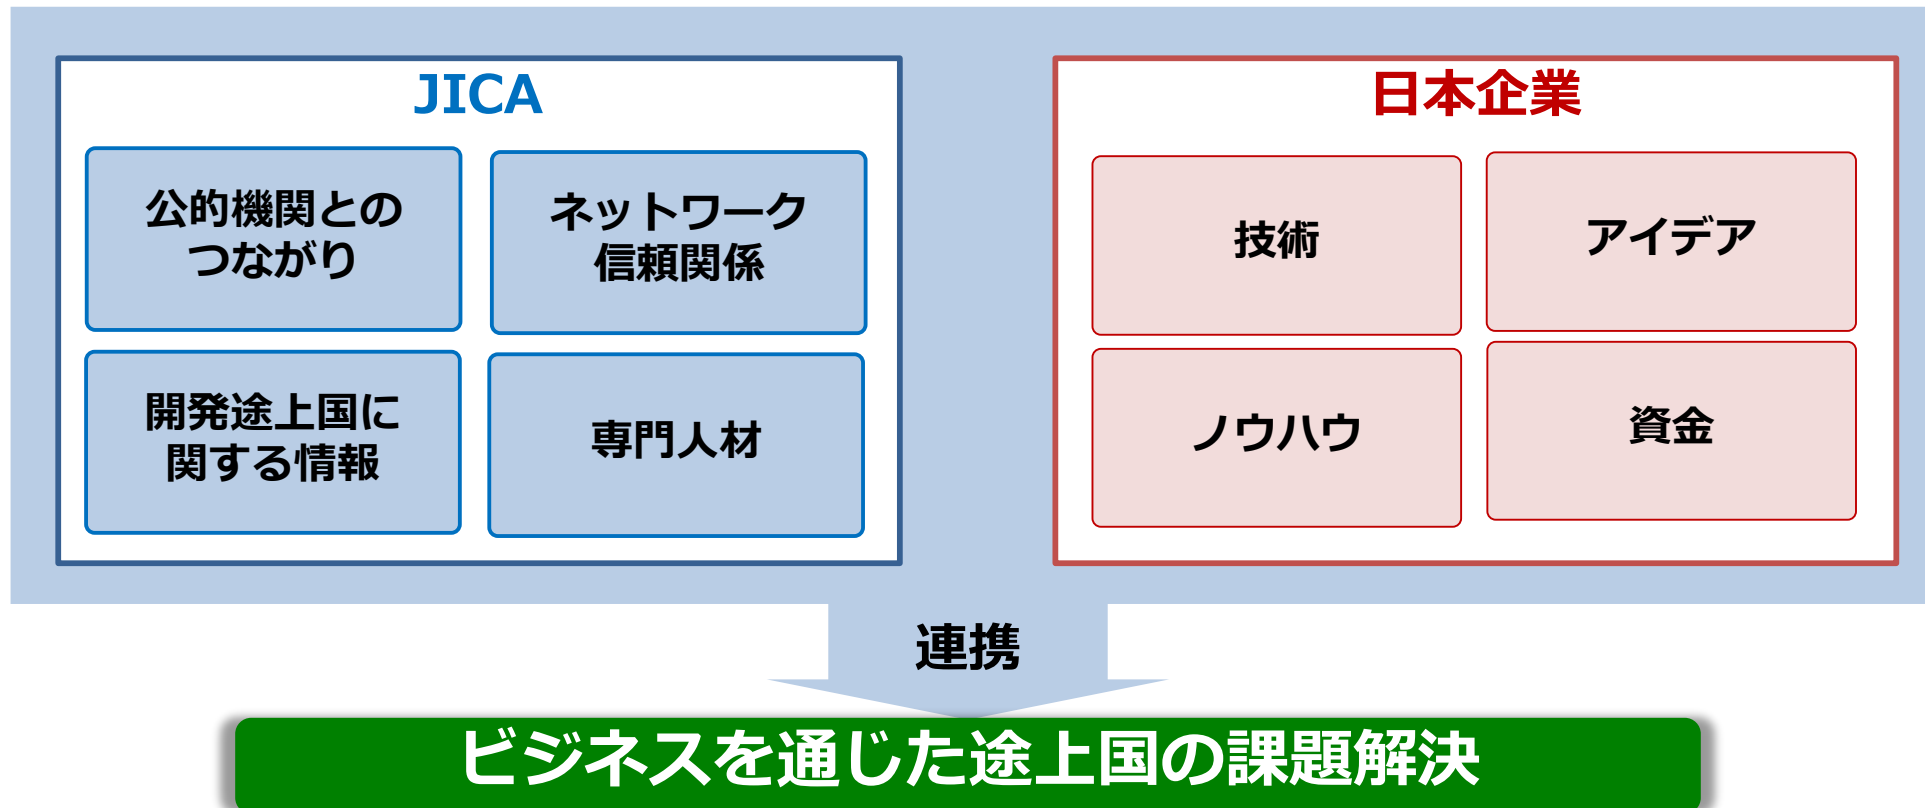 JICA
公的機関との
つながり
ネットワーク
信頼関係
開発途上国に
関する情報
専門人材
日本企業
技術
アイデア
ノウハウ
資金
連携
ビジネスを通じた途上国の課題解決